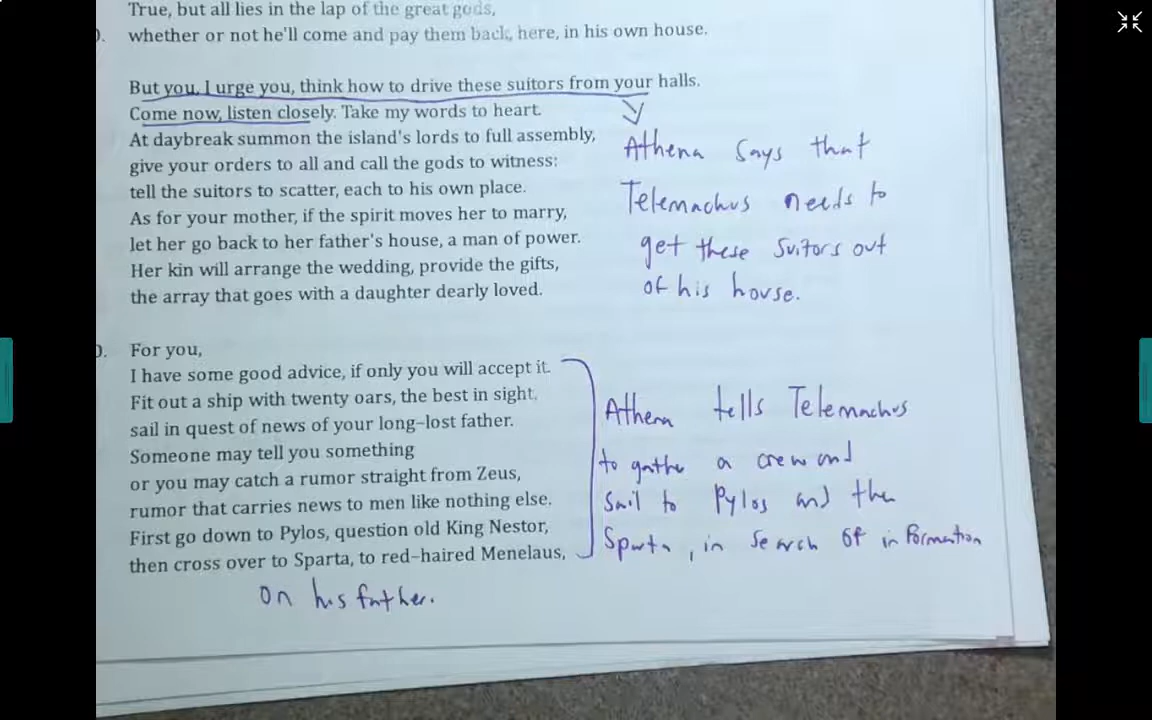 True, but all lies in the lap of the great gods,
0. whether or not he'll come and pay them back, here, in his own house.
But you, I urge you, think how to drive these suitors from your halls.
Come now, listen closely. Take my words to heart.
At daybreak summon the island's lords to full assembly,
give your orders to all and call the gods to witness:
tell the suitors to scatter, each to his own place.
As for your mother, if the spirit moves her to marry,
let her go back to her father's house, a man of power.
Her kin will arrange the wedding, provide the gifts,
the array that goes with a daughter dearly loved.
Athena says that
Telemachus needs to
get these suitors out
of his house.
0. For you,
I have some good advice, if only you will accept it.
Fit out a ship with twenty oars, the best in sight,
sail in quest of news of your long-lost father.
Someone may tell you something
or you may catch a rumor straight from Zeus,
rumor that carries news to men like nothing else.
First go down to Pylos, question old King Nestor,
then cross over to Sparta, to red-haired Menelaus,
Athena tells Telemachus
to gather a crew and
sail to Pylos and then
Sparta, in search of information
on his father.